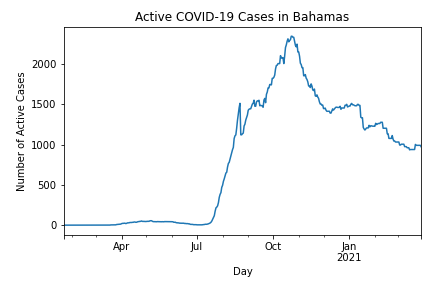 Active COVID-19 Cases in Bahamas
Number of Active Cases
2000
1500
1000
500
0
Apr
Jul
Oct
Jan
2021
Day